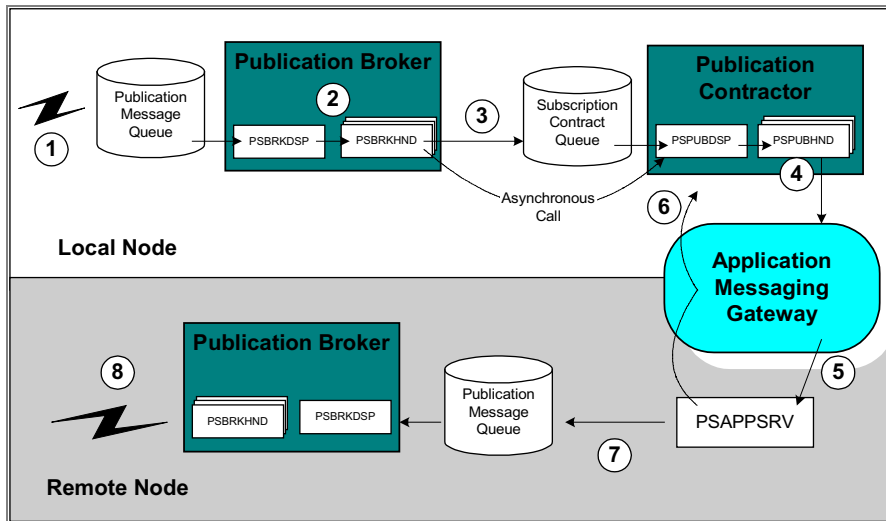 Publication Broker
Publication
Contractor
Publication
Message
Queue
2
Subscription
Contract
Queue
3
1
PSBRKDSP
PSBRKHND
PSPUBDSP
PSPUBHND
4
Asynchronous
Call
6
Local Node
Application
Messaging
Gateway
Publication Broker
8
5
Publication
Message
Queue
PSBRKHND
PSBRKDSP
PSAPPSRV
7
Remote Node